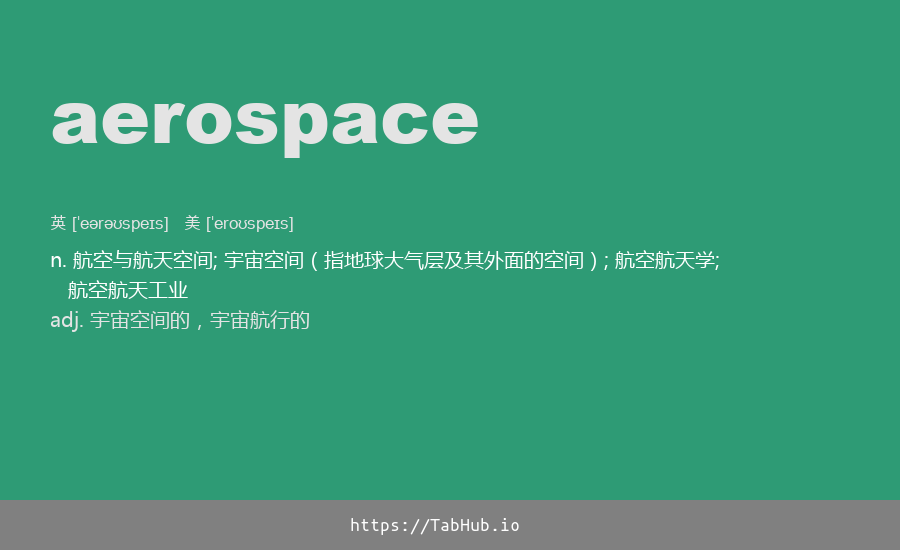 aerospace
英 [ˈeərəʊspeɪs] 美 [ˈeroʊspeɪs]
n. 航空与航天空间; 宇宙空间（指地球大气层及其外面的空间）; 航空航天学;
航空航天工业
adj. 宇宙空间的，宇宙航行的
https://TabHub.io